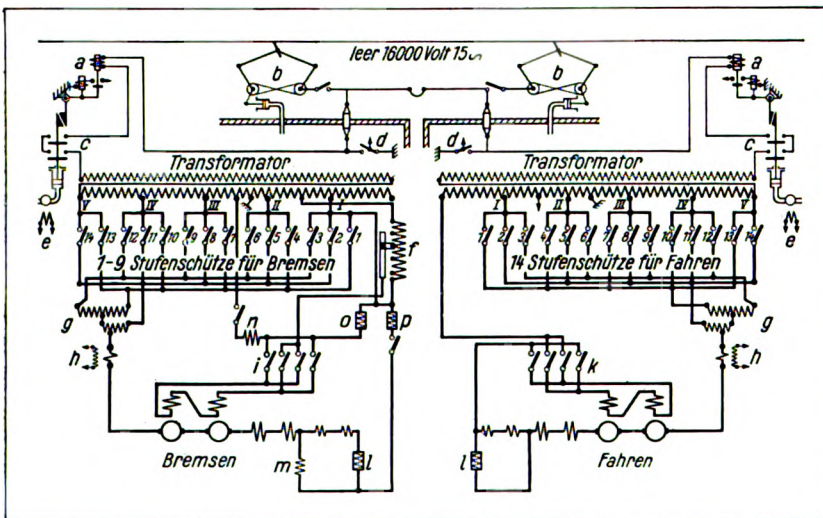 leer 16000 Volt 15∾
a
b
b
a
c
d
d
c
Transformator
Transformator
e
V
IV
III
II
I
I
II
III
IV
V
e
14 13 12 11 10 9 8 7 6 5 4 3 2 1
1 2 3 4 5 6 7 8 9 10 11 12 13 14
f
1-9 Stufenschütze für Bremsen
14 Stufenschütze für Fahren
g
g
n
o
p
h
i
k
h
Bremsen
m
l
l
Fahren